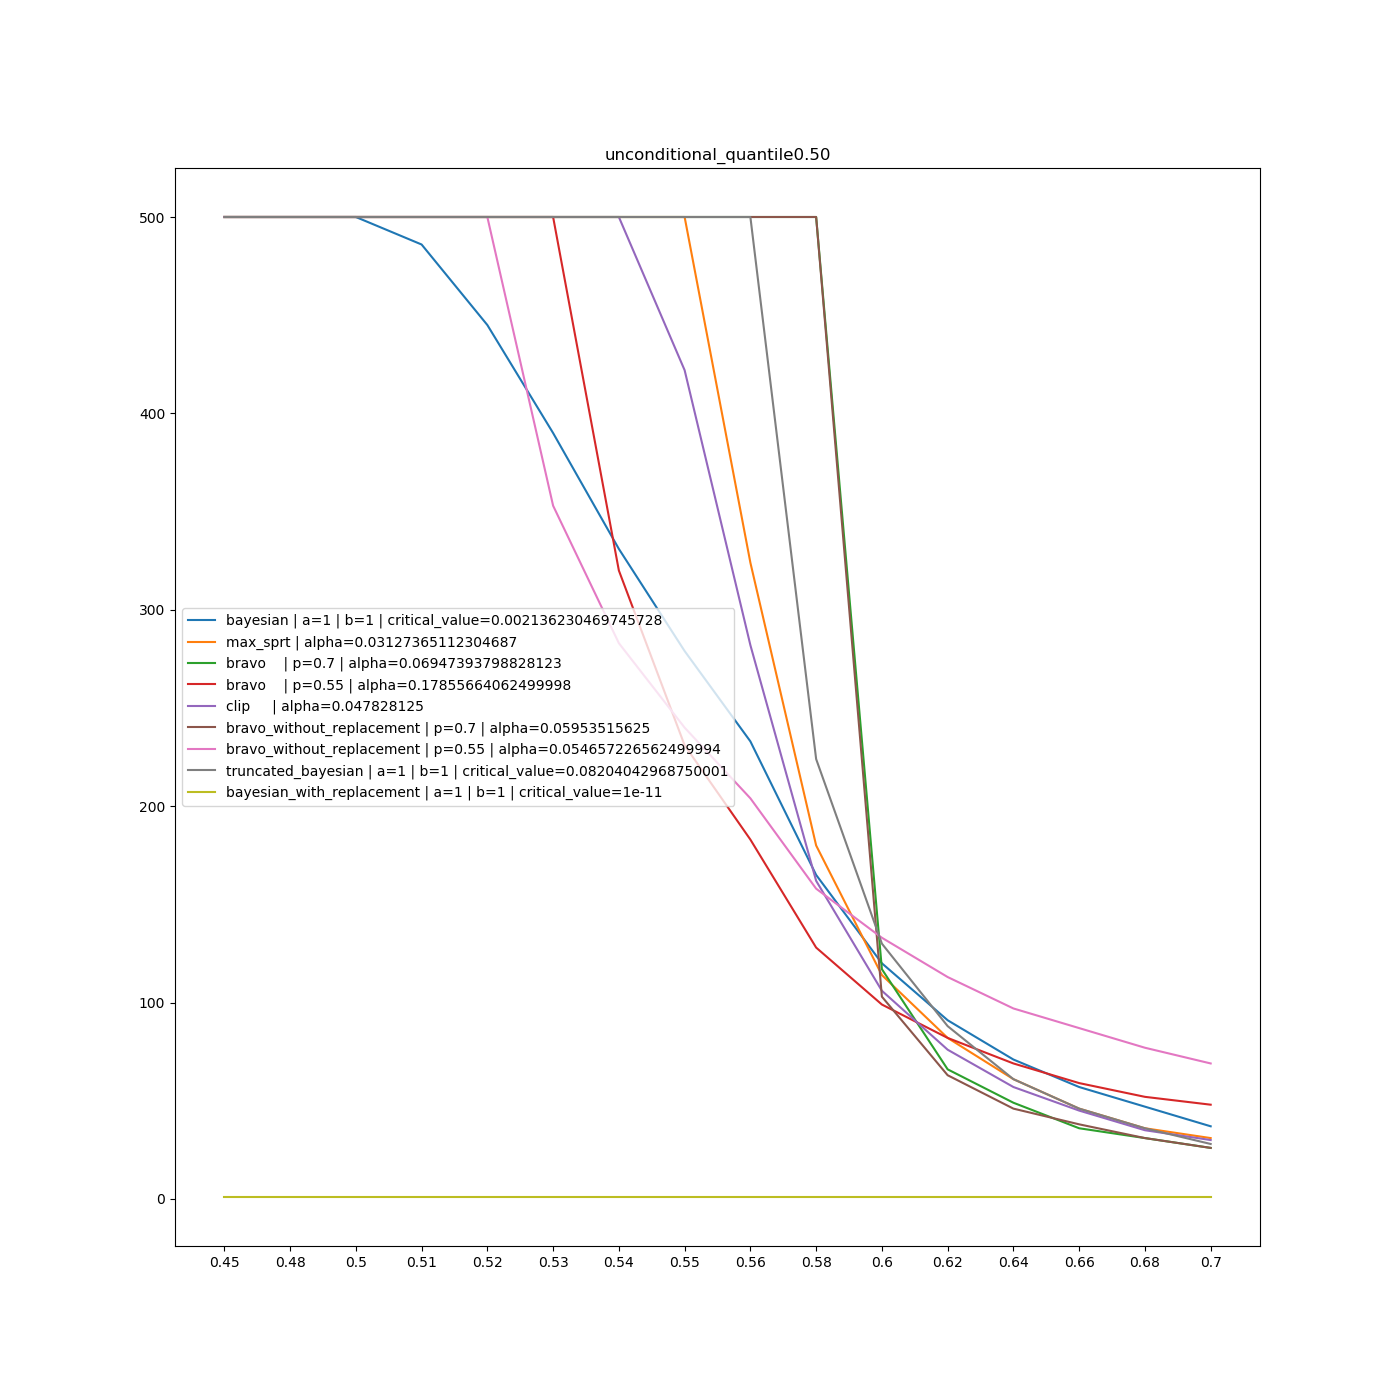 unconditional_quantile0.50
500
400
300
200
100
0
bayesian | a=1 | b=1 | critical_value=0.002136230469745728
max_sprt | alpha=0.03127365112304687
bravo    | p=0.7 | alpha=0.06947393798828123
bravo    | p=0.55 | alpha=0.17855664062499998
clip     | alpha=0.047828125
bravo_without_replacement | p=0.7 | alpha=0.05953515625
bravo_without_replacement | p=0.55 | alpha=0.054657226562499994
truncated_bayesian | a=1 | b=1 | critical_value=0.08204042968750001
bayesian_with_replacement | a=1 | b=1 | critical_value=1e-11
0.45 0.48 0.5 0.51 0.52 0.53 0.54 0.55 0.56 0.58 0.6 0.62 0.64 0.66 0.68 0.7